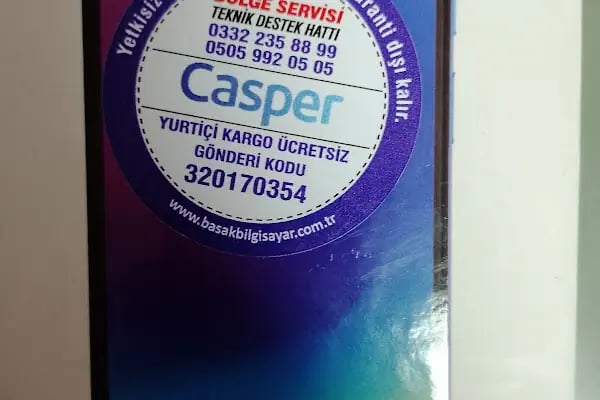 BÖLGE SERVİSİ
TEKNİK DESTEK HATTI
0332 235 88 99
0505 992 05 05
Casper
YURTİÇİ KARGO ÜCRETSİZ
GÖNDERİ KODU
320170354
www.basakbilgisayar.com.tr
Yetkisiz
garanti dışı kalır.